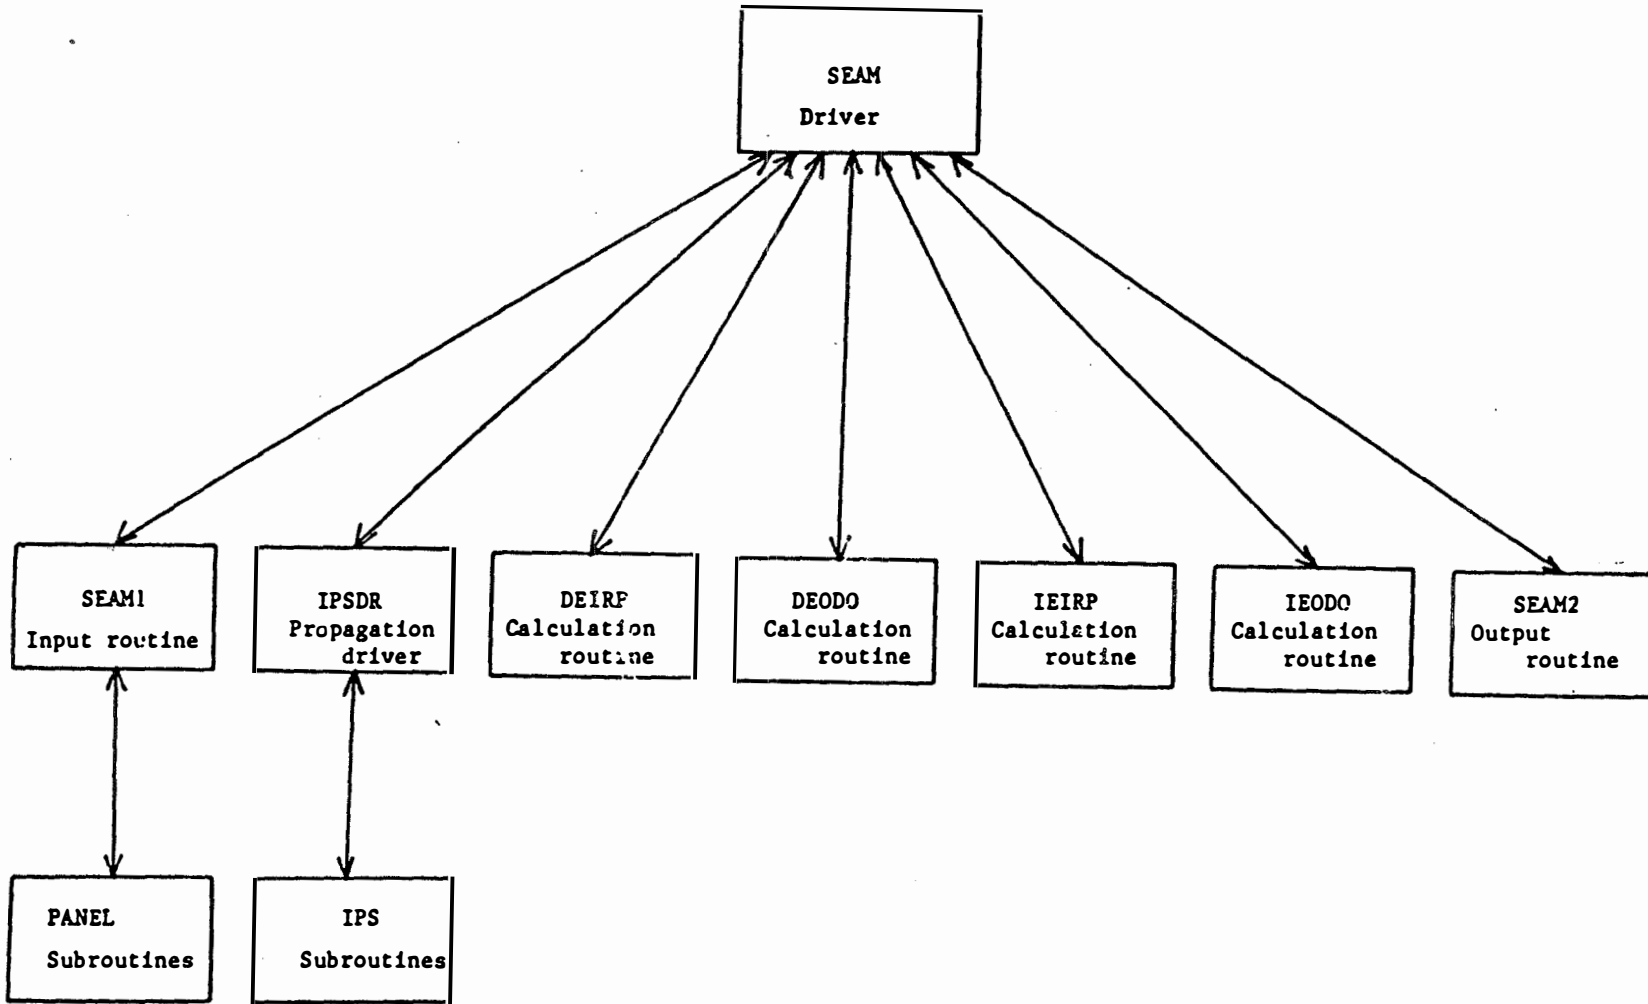 SEAM
Driver
SEAM1
Input routine
IPSDR
Propagation
driver
DEIRP
Calculation
routine
DEODO
Calculation
routine
IEIRP
Calculation
routine
IEODO
Calculation
routine
SEAM2
Output
routine
PANEL
Subroutines
IPS
Subroutines